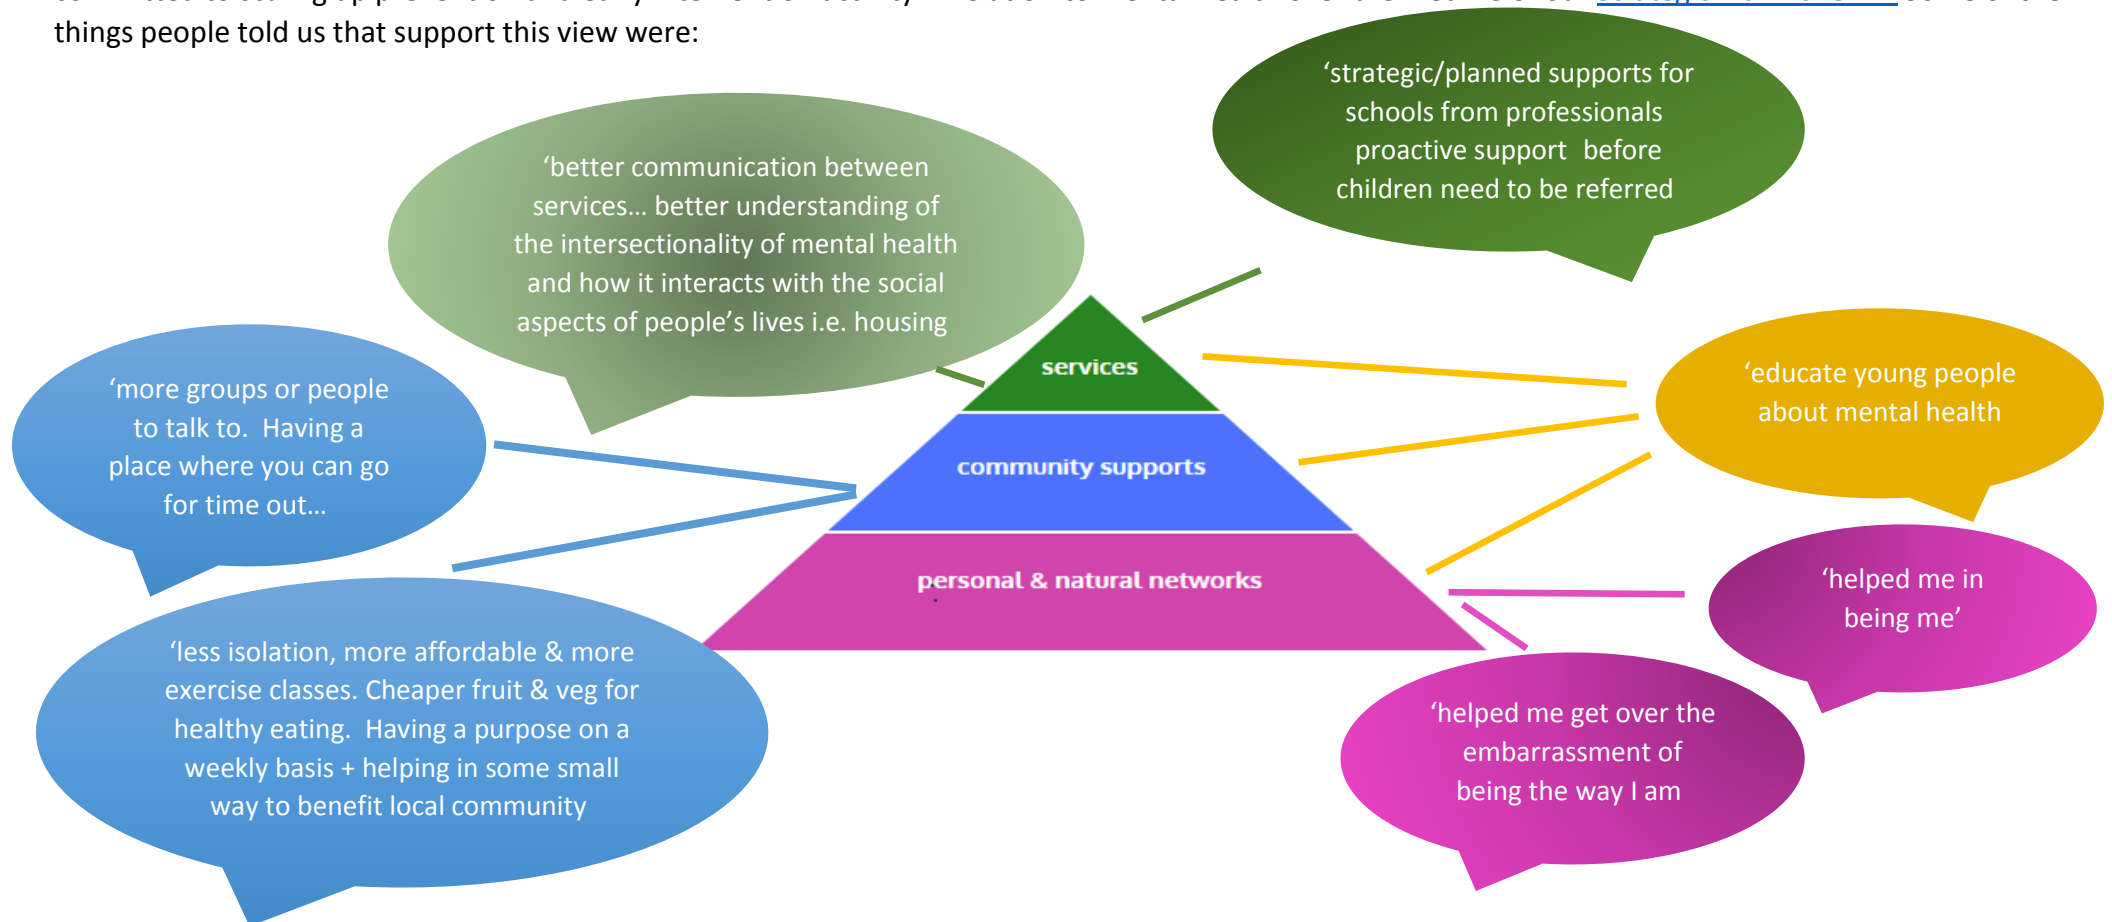 things people told us that support this view were:
‘strategic/planned supports for
schools from professionals
proactive support before
children need to be referred
‘better communication between
services… better understanding of
the intersectionality of mental health
and how it interacts with the social
aspects of people’s lives i.e. housing
services
‘more groups or people
to talk to. Having a
place where you can go
for time out…
‘educate young people
about mental health
community supports
personal & natural networks
‘helped me in
being me’
‘less isolation, more affordable & more
exercise classes. Cheaper fruit & veg for
healthy eating. Having a purpose on a
weekly basis + helping in some small
way to benefit local community
‘helped me get over the
embarrassment of
being the way I am